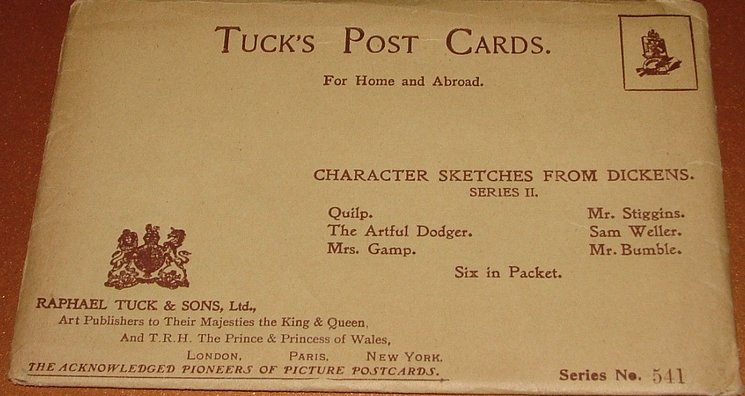 TUCK'S POST CARDS.
For Home and Abroad.
CHARACTER SKETCHES FROM DICKENS.
SERIES II.
Quilp. Mr. Stiggins.
The Artful Dodger. Sam Weller.
Mrs. Gamp. Mr. Bumble.
Six in Packet.
RAPHAEL TUCK & SONS, Ltd.,
Art Publishers to Their Majesties the King & Queen,
And T.R.H. The Prince & Princess of Wales,
LONDON, PARIS, NEW YORK.
THE ACKNOWLEDGED PIONEERS OF PICTURE POSTCARDS.
Series No. 541